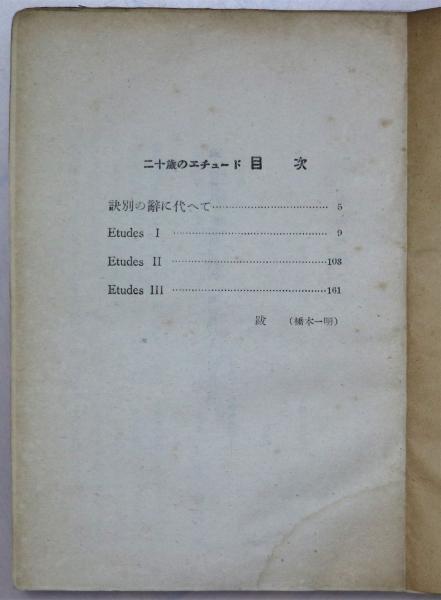 二十歳のエチュード 目 次
訣別の辭に代へて……………………………… 5
Etudes I ……………………………………… 9
Etudes II ……………………………………… 103
Etudes III ……………………………………… 161
跋 (橋本一明)